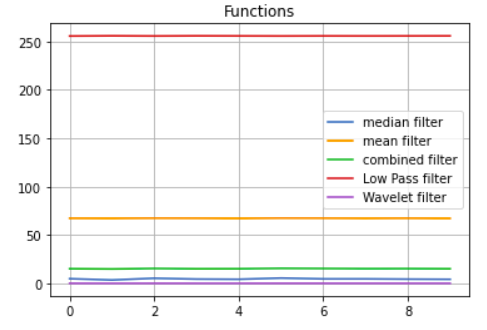 Functions
250
200
150
100
50
0
median filter
mean filter
combined filter
Low Pass filter
Wavelet filter
0 2 4 6 8